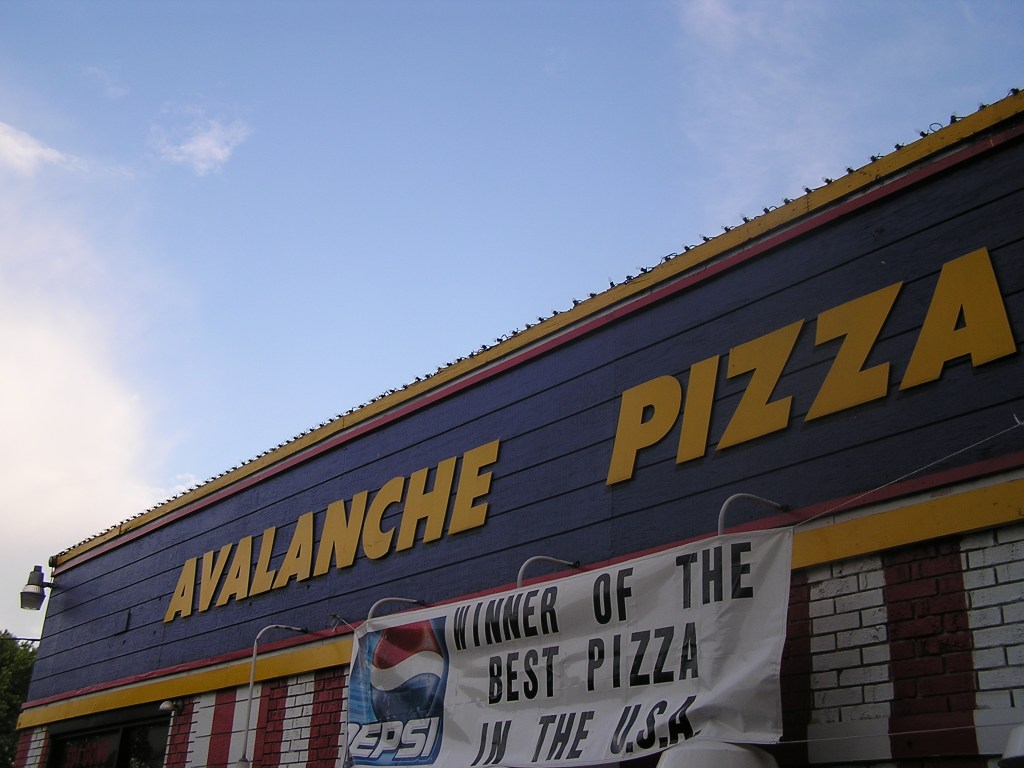 AVALANCHE PIZZA
WINNER OF THE
BEST PIZZA
IN THE U.S.A
PEPSI